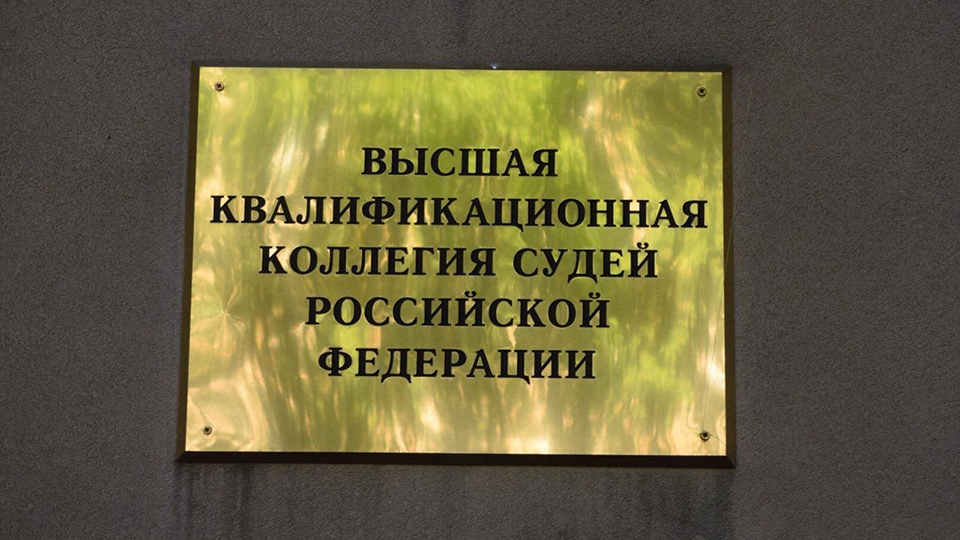 ВЫСШАЯ
КВАЛИФИКАЦИОННАЯ
КОЛЛЕГИЯ СУДЕЙ
РОССИЙСКОЙ
ФЕДЕРАЦИИ